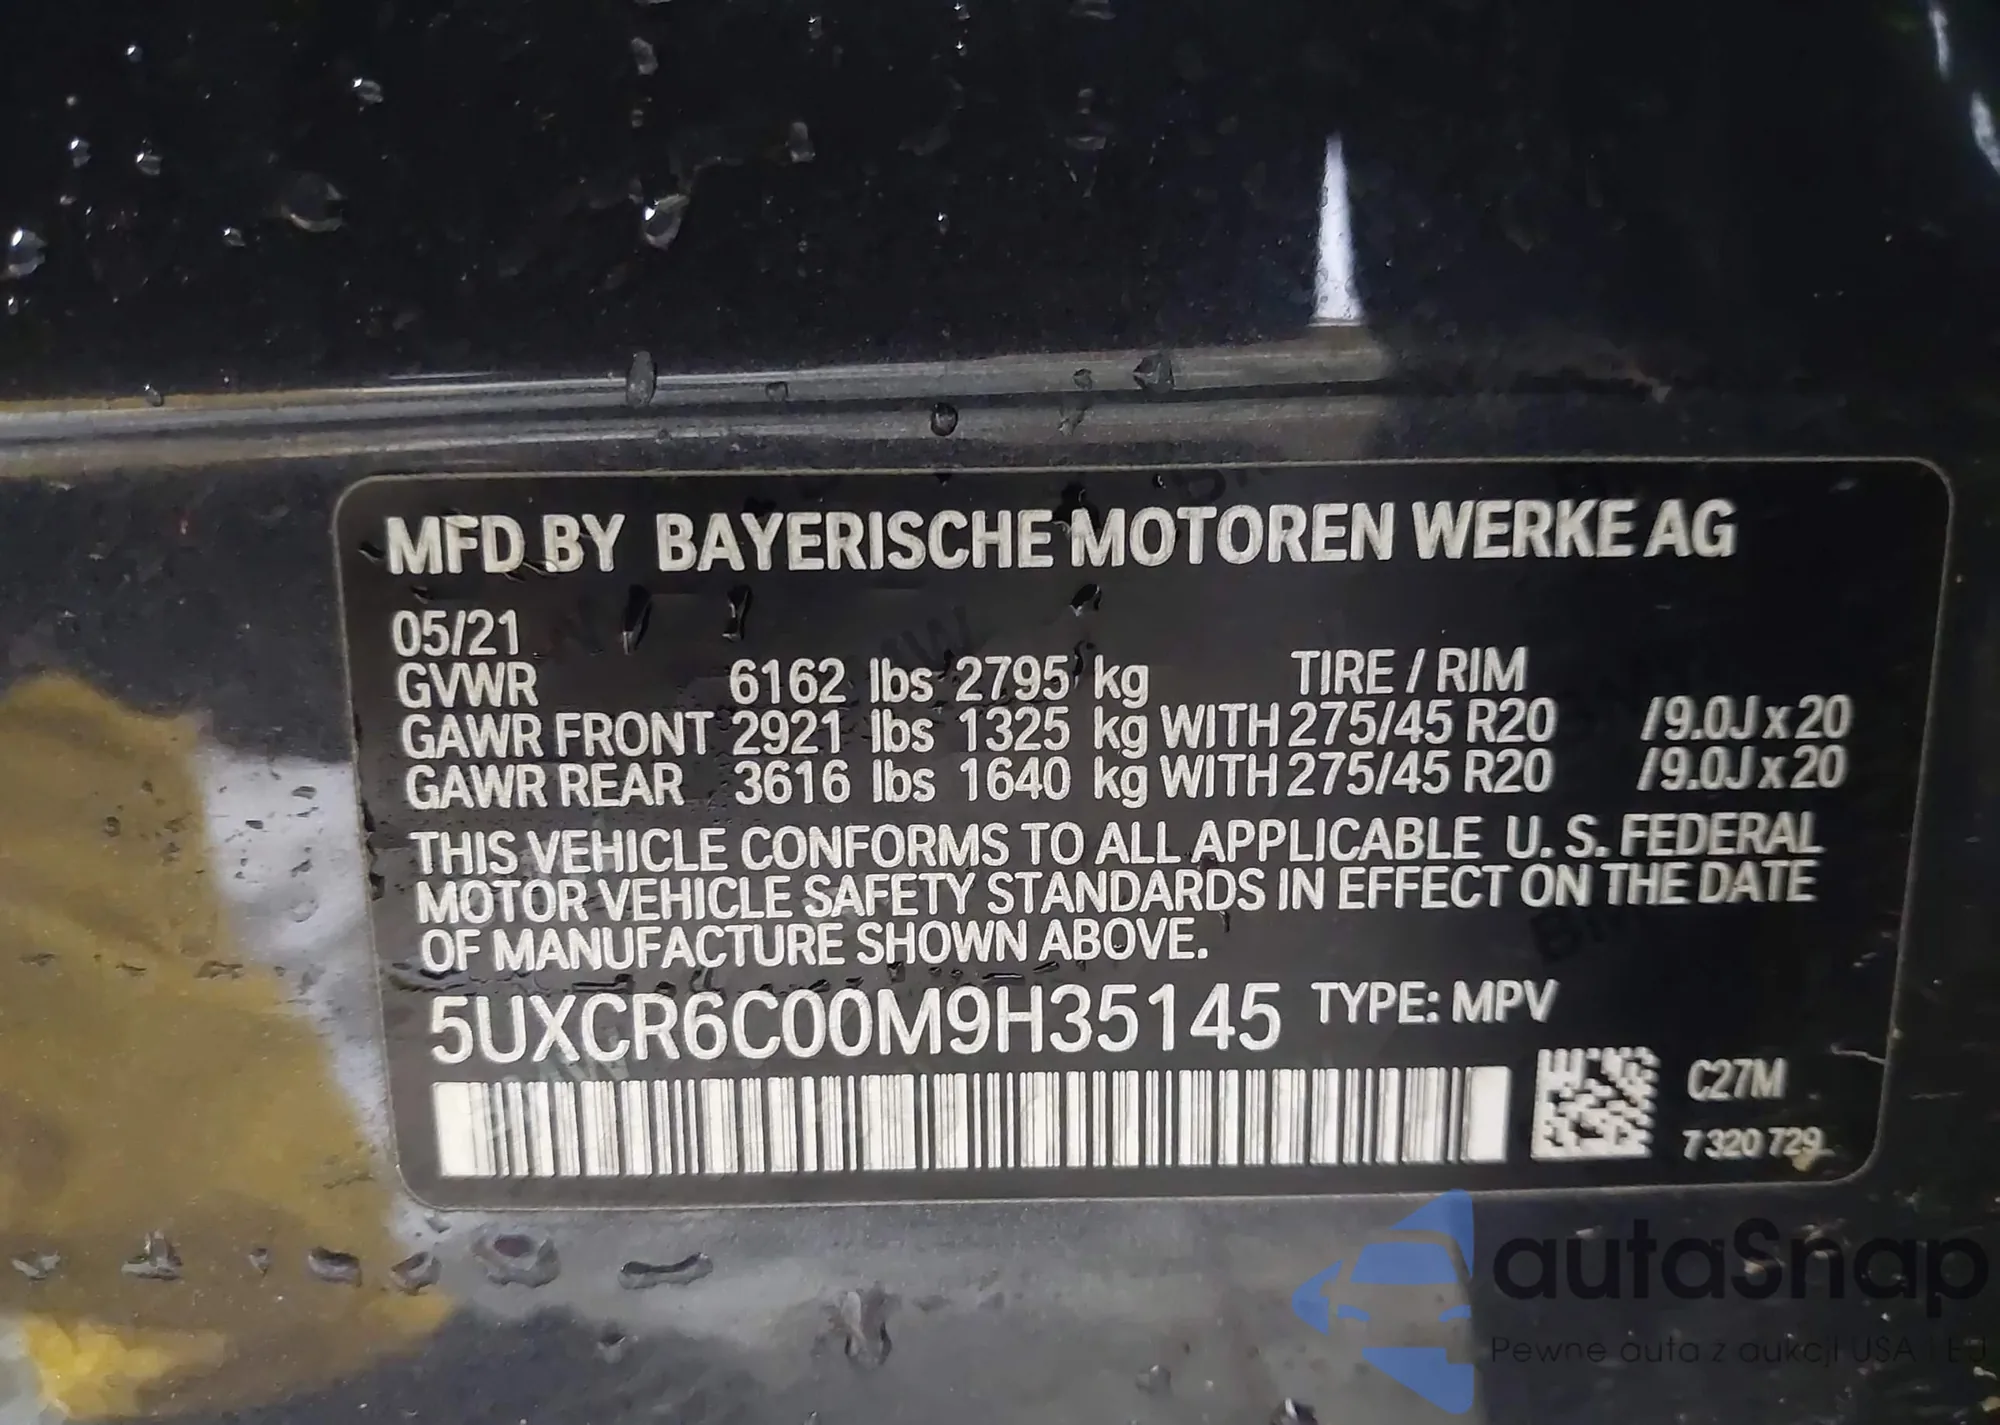 MFD BY BAYERISCHE MOTOREN WERKE AG
05/21
GVWR 6162 lbs 2795 kg TIRE / RIM
GAWR FRONT 2921 lbs 1325 kg WITH 275/45 R20 /9.0J x 20
GAWR REAR 3616 lbs 1640 kg WITH 275/45 R20 /9.0J x 20
THIS VEHICLE CONFORMS TO ALL APPLICABLE U. S. FEDERAL
MOTOR VEHICLE SAFETY STANDARDS IN EFFECT ON THE DATE
OF MANUFACTURE SHOWN ABOVE.
5UXCR6C00M9H35145 TYPE: MPV
C27M
7 320 729
autaSnap
Pewne auta z aukcji USA i EU